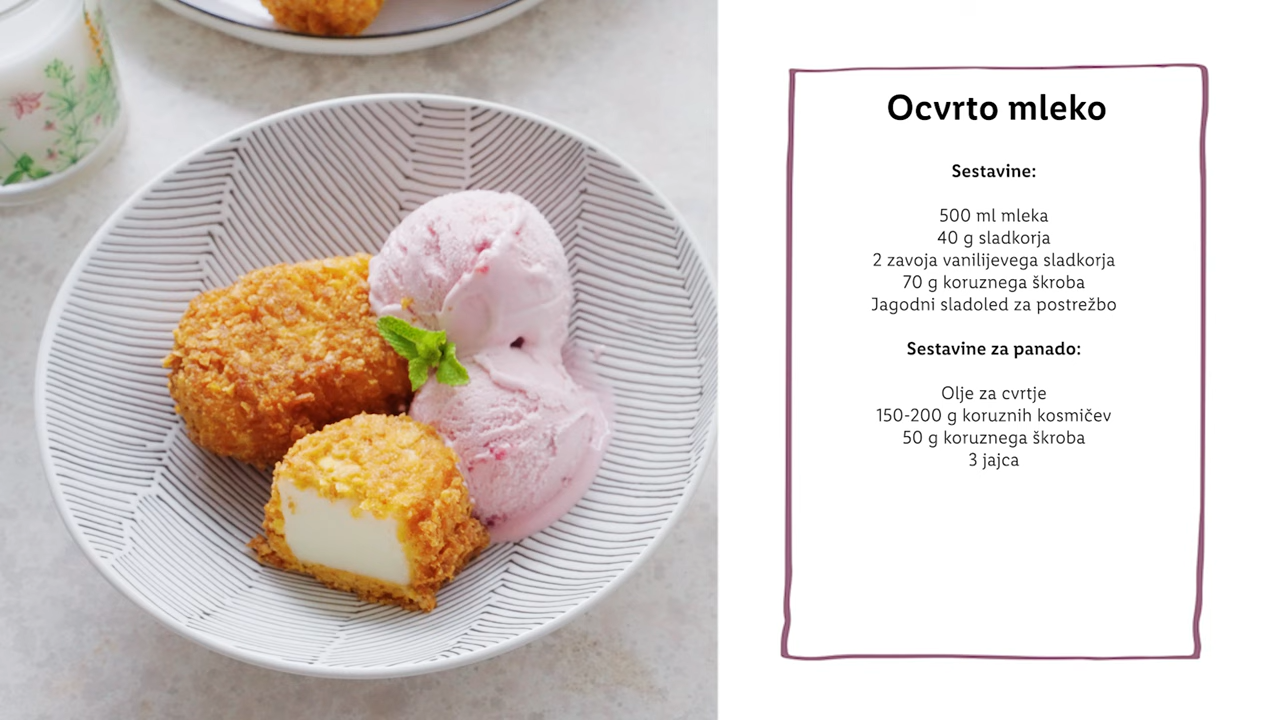 Ocvrto mleko
Sestavine:
500 ml mleka
40 g sladkorja
2 zavoja vanilijevega sladkorja
70 g koruznega škroba
Jagodni sladoled za postrežbo
Sestavine za panado:
Olje za cvrtje
150-200 g koruznih kosmičev
50 g koruznega škroba
3 jajca